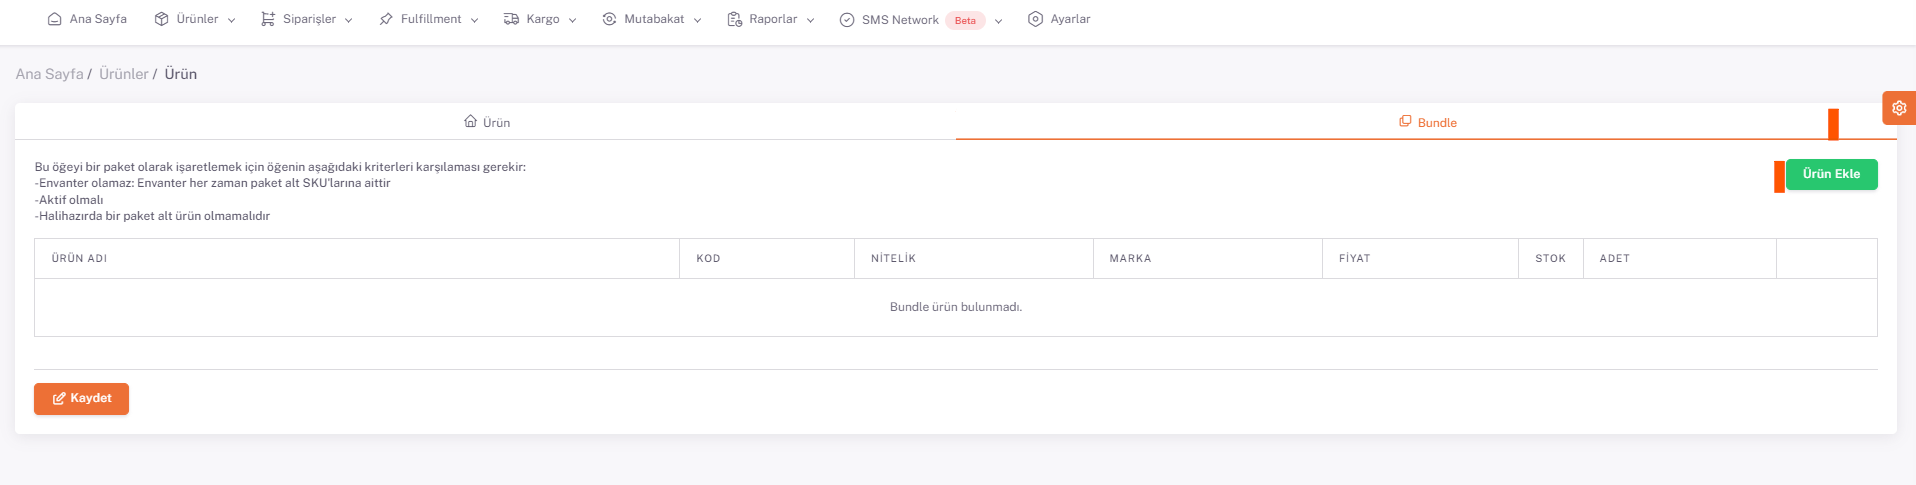 Ana Sayfa Ürünler Siparişler Fulfillment Kargo Mutabakat Raporlar SMS Network Beta Ayarlar
Ana Sayfa / Ürünler / Ürün
Ürün Bundle
Bu öğeyi bir paket olarak işaretlemek için öğenin aşağıdaki kriterleri karşılaması gerekir:
-Envanter olamaz: Envanter her zaman paket alt SKU'larına aittir
-Aktif olmalı
-Halihazırda bir paket alt ürün olmamalıdır
Ürün Ekle
ÜRÜN ADI KOD NİTELİK MARKA FİYAT STOK ADET
Bundle ürün bulunmadı.
Kaydet